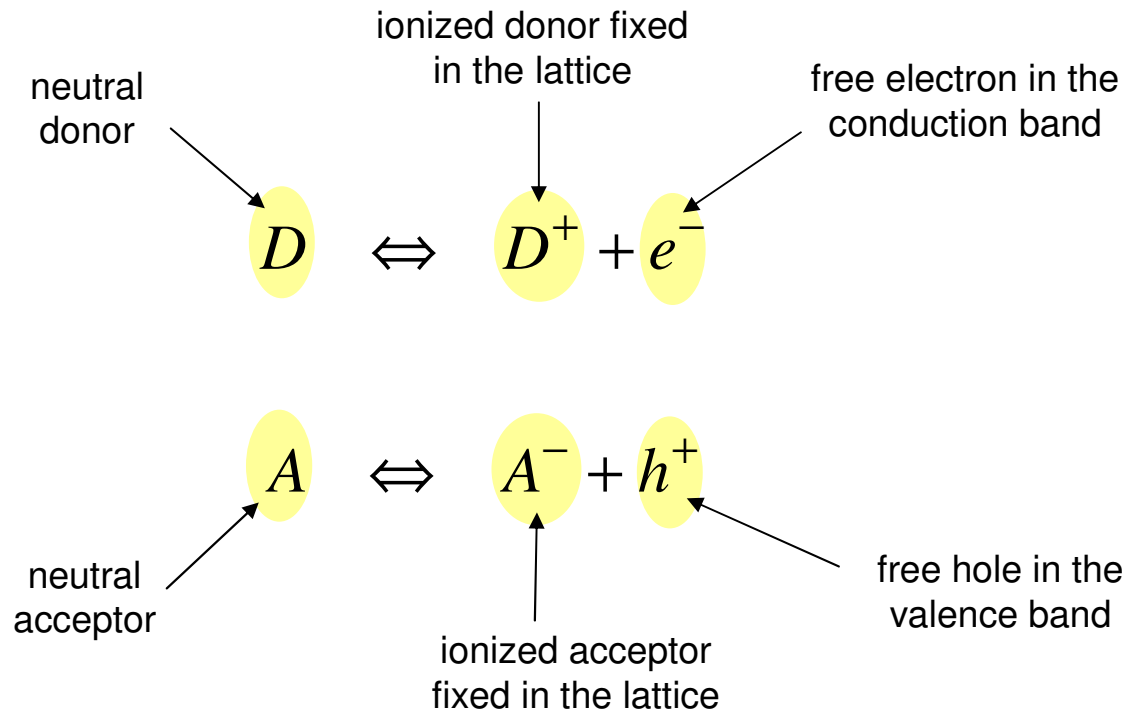 ionized donor fixed
in the lattice
neutral
donor
free electron in the
conduction band
D ⇔ D⁺ + e⁻
A ⇔ A⁻ + h⁺
neutral
acceptor
ionized acceptor
fixed in the lattice
free hole in the
valence band